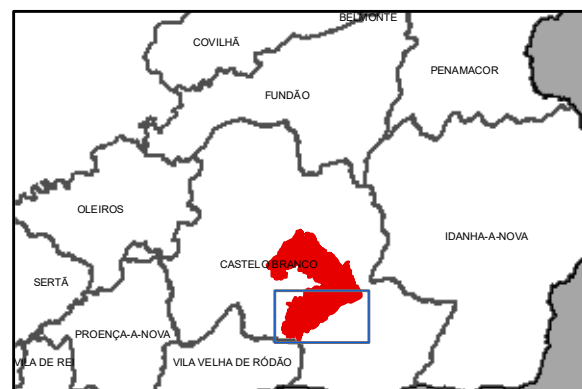 BELMONTE
COVILHÃ
PENAMACOR
FUNDÃO
OLEIROS
IDANHA-A-NOVA
CASTELO BRANCO
SERTÃ
PROENÇA-A-NOVA
VILA DE REI
VILA VELHA DE RÓDÃO